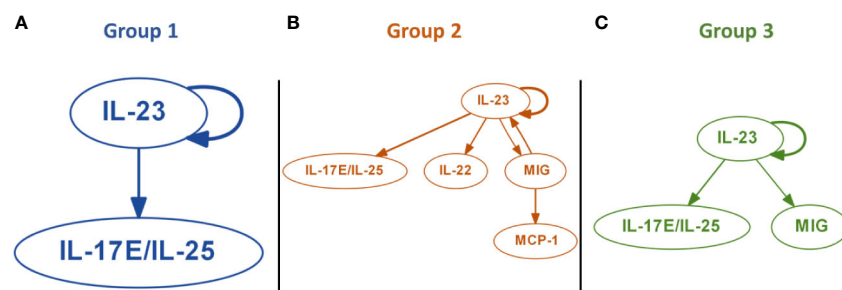 A
Group 1
IL-23
IL-17E/IL-25
B
Group 2
IL-23
IL-17E/IL-25
IL-22
MIG
MCP-1
C
Group 3
IL-23
IL-17E/IL-25
MIG